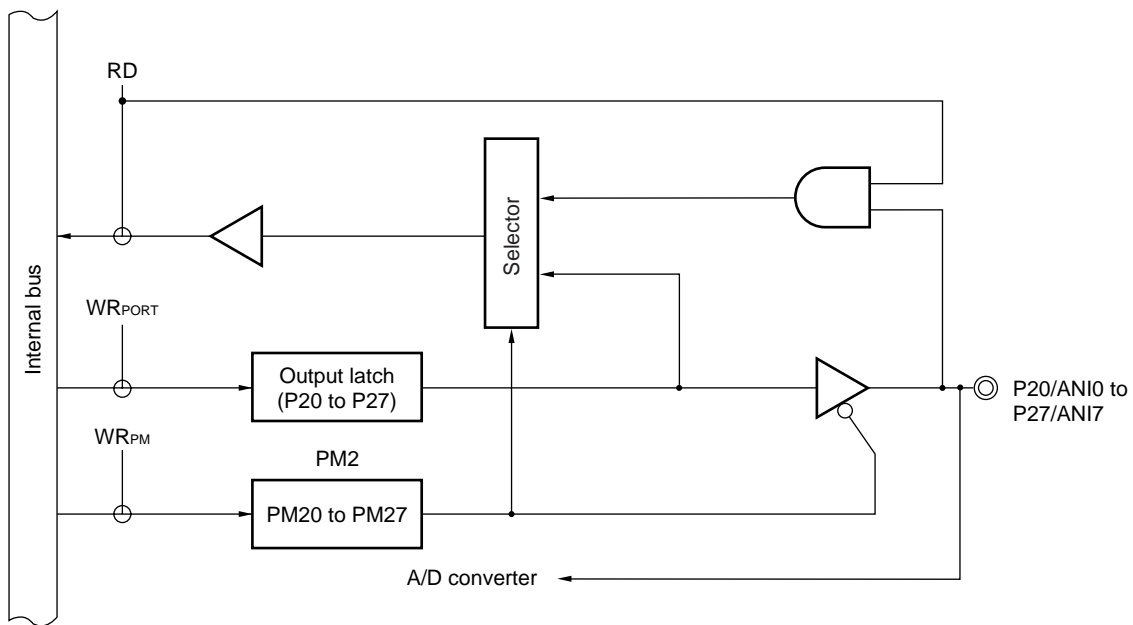 RD
Selector
Internal bus
WRPORT
Output latch
(P20 to P27)
P20/ANI0 to
P27/ANI7
WRPM
PM2
PM20 to PM27
A/D converter